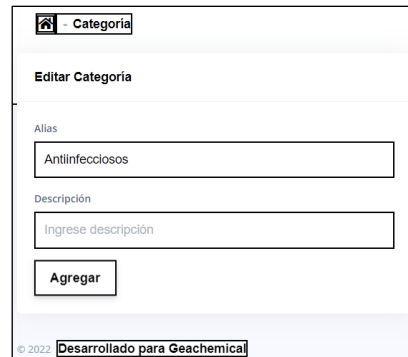 - Categoría
Editar Categoría
Alias
Antiinfecciosos
Descripción
Ingrese descripción
Agregar
© 2022 Desarrollado para Geachemical